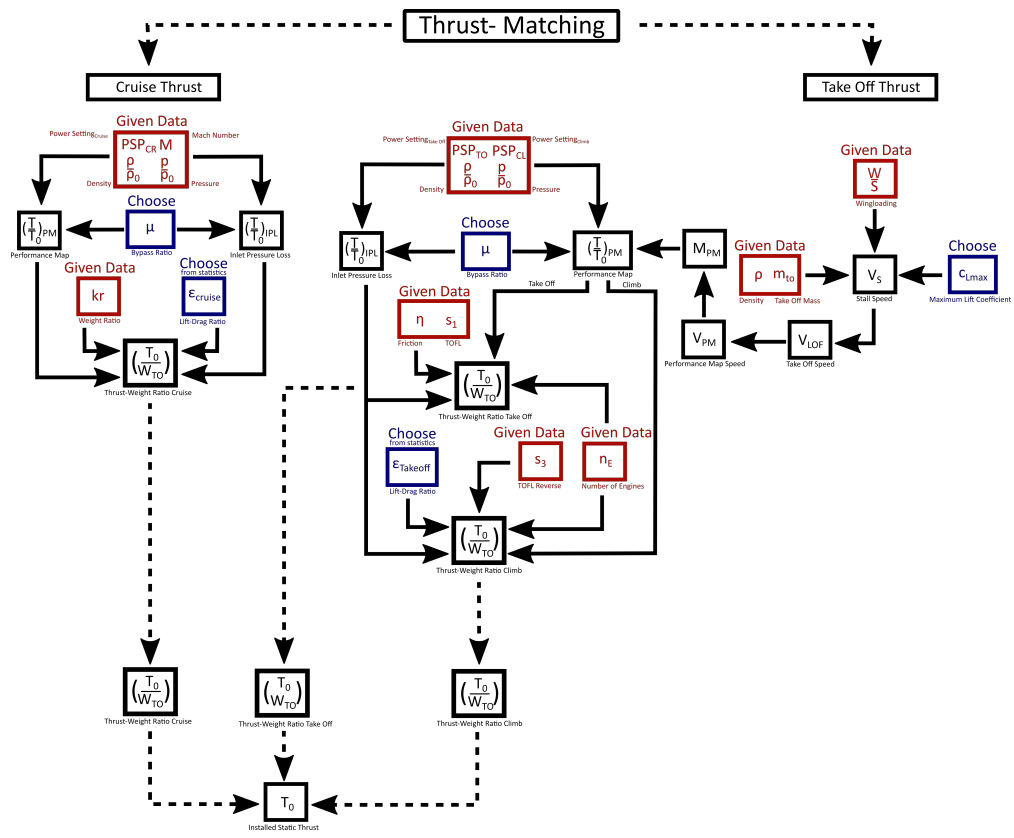 Thrust- Matching
Cruise Thrust
Take Off Thrust
Given Data
Power Setting_Cruise
Mach Number
PSP_CR M
ρ/ρ₀ p/p₀
Density
Pressure
(T/T₀)_PM
Performance Map
Choose
μ
Bypass Ratio
(T/T₀)_IPL
Inlet Pressure Loss
Given Data
kr
Weight Ratio
Choose
from statistics
ε_cruise
Lift-Drag Ratio
(T₀/W_TO)
Thrust-Weight Ratio Cruise
Given Data
Power Setting_Take Off
Power Setting_Climb
PSP_TO PSP_CL
ρ/ρ₀ p/p₀
Density
Pressure
(T/T₀)_IPL
Inlet Pressure Loss
Choose
μ
Bypass Ratio
(T/T₀)_PM
Performance Map
Take Off
Climb
M_PM
Given Data
W/S
Wingloading
Given Data
ρ m_to
Density
Take Off Mass
V_S
Stall Speed
Choose
c_Lmax
Maximum Lift Coefficient
V_PM
Performance Map Speed
V_LOF
Take Off Speed
Given Data
η s₁
Friction
TOFL
(T₀/W_TO)
Thrust-Weight Ratio Take Off
Choose
from statistics
ε_Takeoff
Lift-Drag Ratio
Given Data
s₃
TOFL Reverse
Given Data
n_E
Number of Engines
(T₀/W_TO)
Thrust-Weight Ratio Climb
(T₀/W_TO)
Thrust-Weight Ratio Cruise
(T₀ W_TO)
Thrust-Weight Ratio Take Off
(T₀/W_TO)
Thrust-Weight Ratio Climb
T₀
Installed Static Thrust